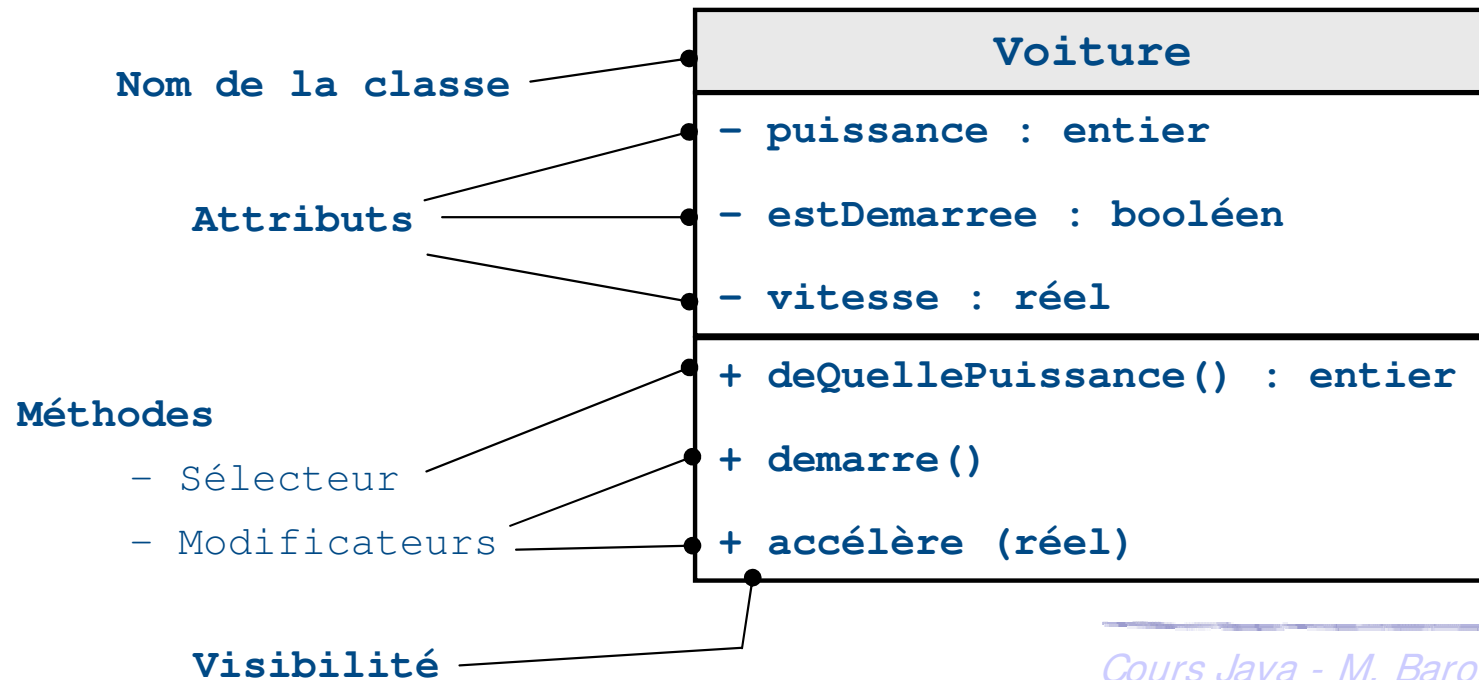 Voiture
Nom de la classe
- puissance : entier
Attributs
- estDemarree : booléen
- vitesse : réel
+ deQuellePuissance() : entier
Méthodes
- Sélecteur
+ demarre()
- Modificateurs
+ accélère (réel)
Visibilité
Cours Java - M. Baro